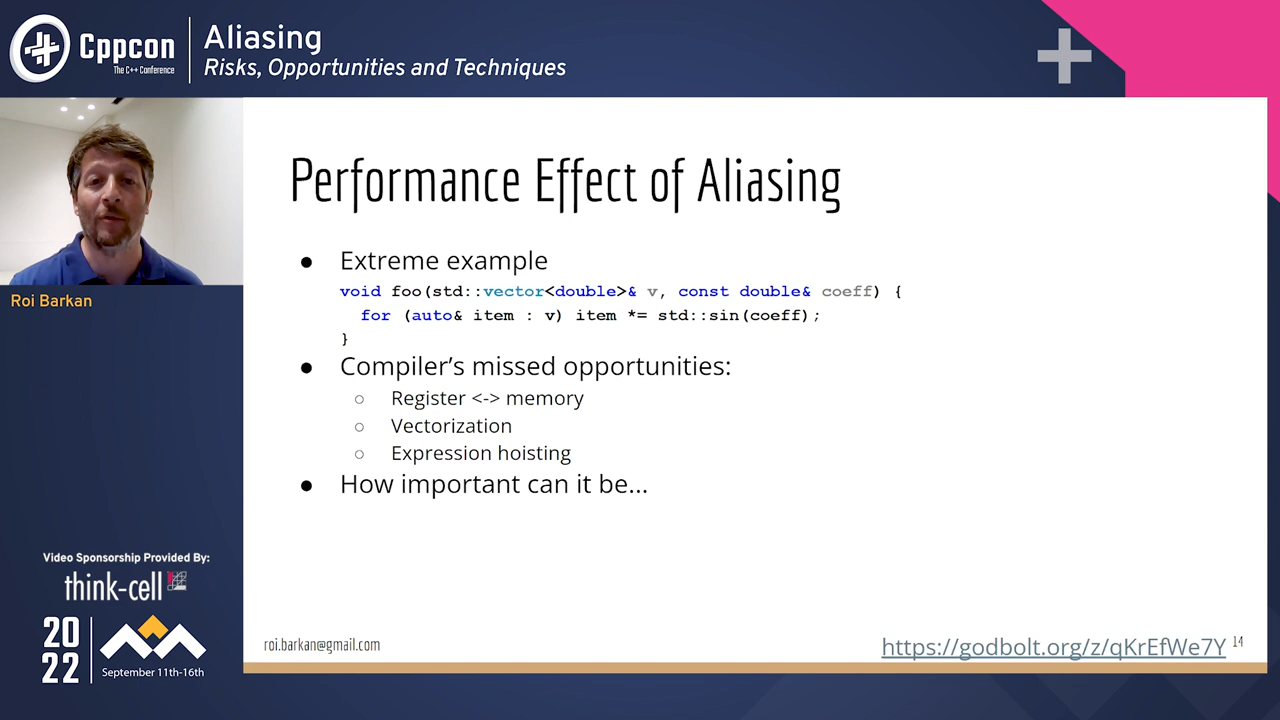 Cppcon
The C++ Conference
Aliasing
Risks, Opportunities and Techniques
Roi Barkan
Performance Effect of Aliasing
● Extreme example
void foo(std::vector<double>& v, const double& coeff) {
for (auto& item : v) item *= std::sin(coeff);
}
● Compiler’s missed opportunities:
○ Register <-> memory
○ Vectorization
○ Expression hoisting
● How important can it be...
Video Sponsorship Provided By:
think-cell
20
22
September 11th-16th
roi.barkan@gmail.com
https://godbolt.org/z/qKrEfWe7Y
14